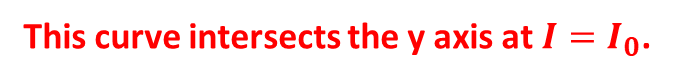 This curve intersects the y axis at I = I₀.